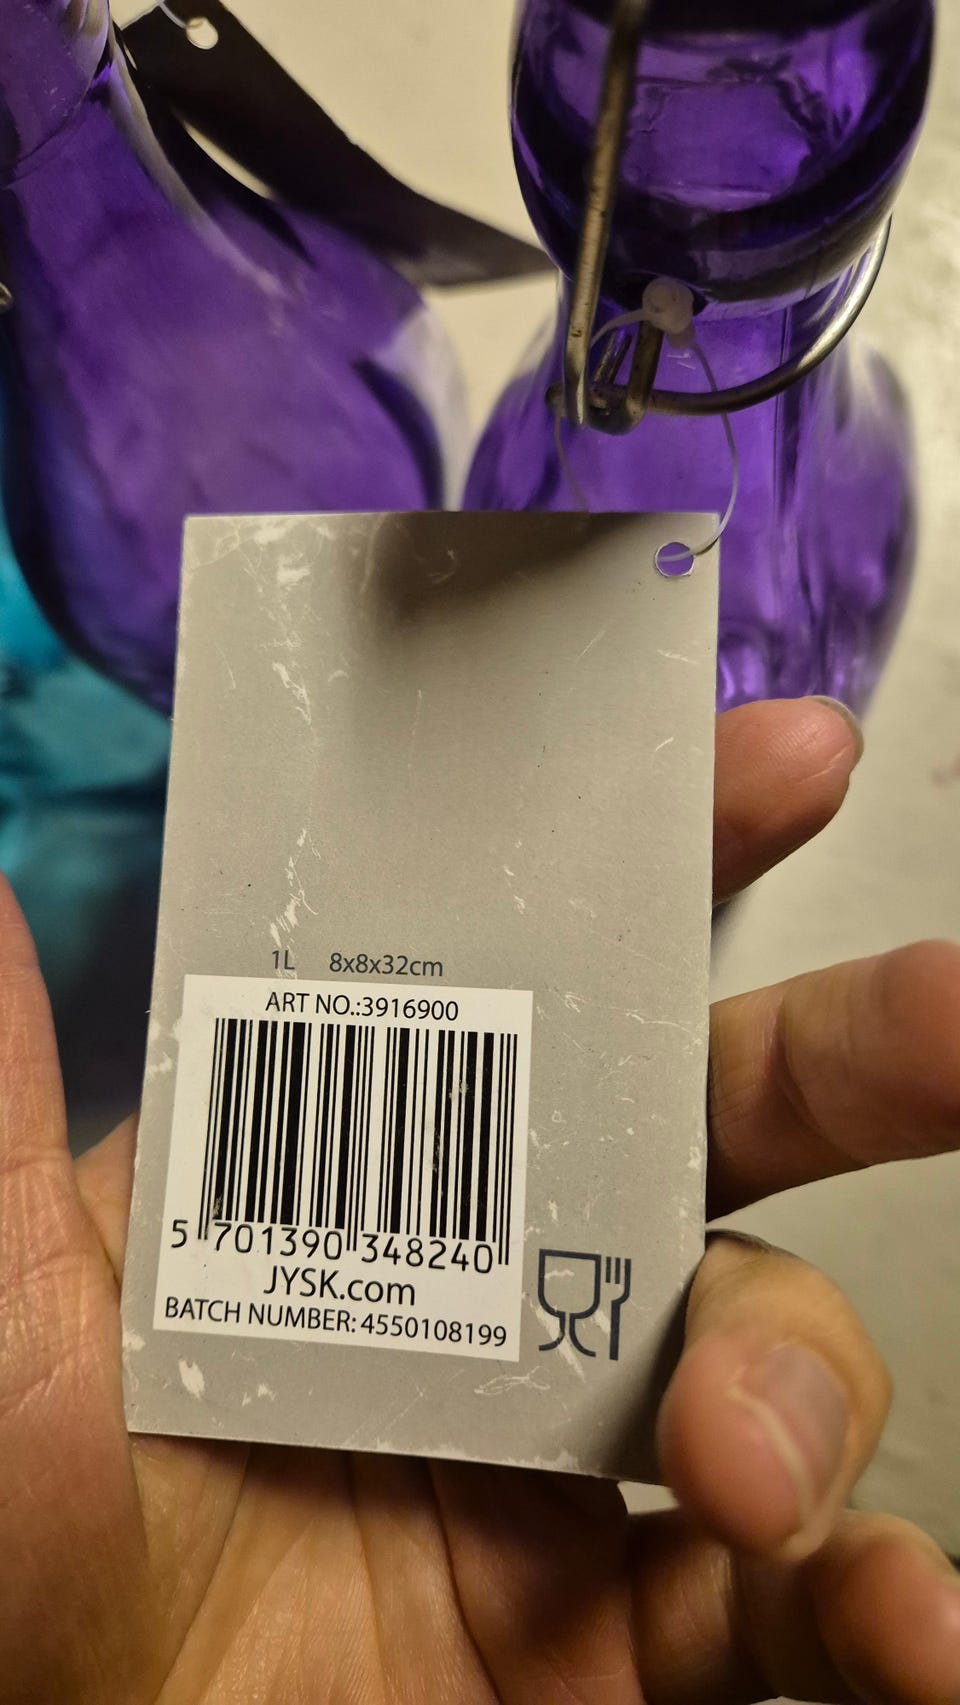 1L 8x8x32cm
ART NO.:3916900
5 701390 348240
JYSK.com
BATCH NUMBER: 4550108199